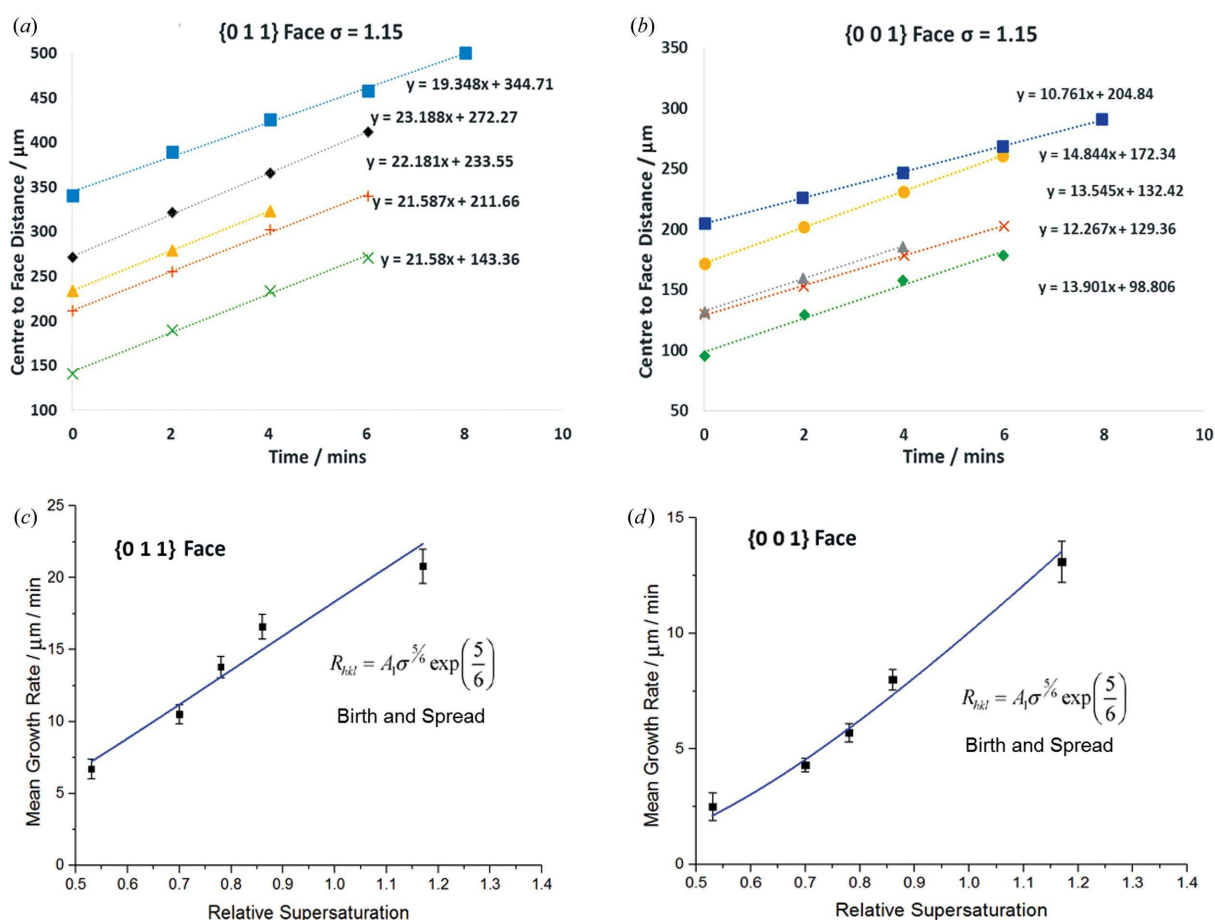 (a)
{0 1 1} Face σ = 1.15
Centre to Face Distance / μm
500
450
400
350
300
250
200
150
100
y = 19.348x + 344.71
y = 23.188x + 272.27
y = 22.181x + 233.55
y = 21.587x + 211.66
y = 21.58x + 143.36
0 2 4 6 8 10
Time / mins
(b)
{0 0 1} Face σ = 1.15
Centre to Face Distance / μm
350
300
250
200
150
100
50
y = 10.761x + 204.84
y = 14.844x + 172.34
y = 13.545x + 132.42
y = 12.267x + 129.36
y = 13.901x + 98.806
0 2 4 6 8 10
Time / mins
(c)
{0 1 1} Face
Mean Growth Rate / μm / min
25
20
15
10
5
0
R_{hkl} = A_1 σ^{5/6} exp(5/6)
Birth and Spread
0.5 0.6 0.7 0.8 0.9 1.0 1.1 1.2 1.3 1.4
Relative Supersaturation
(d)
{0 0 1} Face
Mean Growth Rate / μm / min
15
10
5
0
R_{hkl} = A_1 σ^{5/6} exp(5/6)
Birth and Spread
0.5 0.6 0.7 0.8 0.9 1.0 1.1 1.2 1.3 1.4
Relative Supersaturation